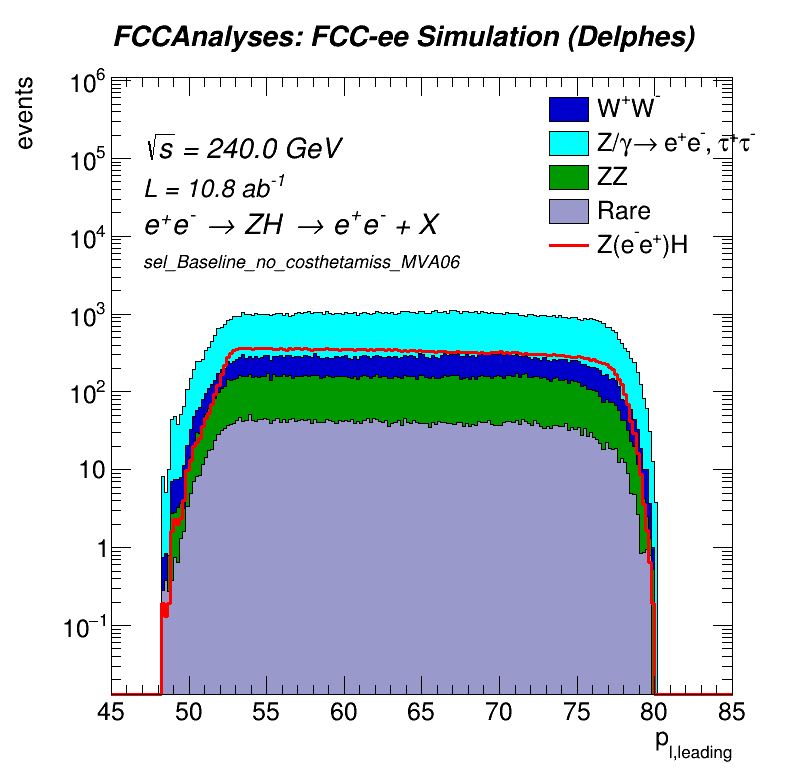 FCCAnalyses: FCC-ee Simulation (Delphes)
events
10⁶
10⁵
10⁴
10³
10²
10
1
10⁻¹
√s = 240.0 GeV
L = 10.8 ab⁻¹
e⁺e⁻ → ZH → e⁺e⁻ + X
sel_Baseline_no_costhetamiss_MVA06
W⁺W⁻
Z/γ→ e⁺e⁻, τ⁺τ⁻
ZZ
Rare
Z(e⁻e⁺)H
45 50 55 60 65 70 75 80 85
p_l,leading